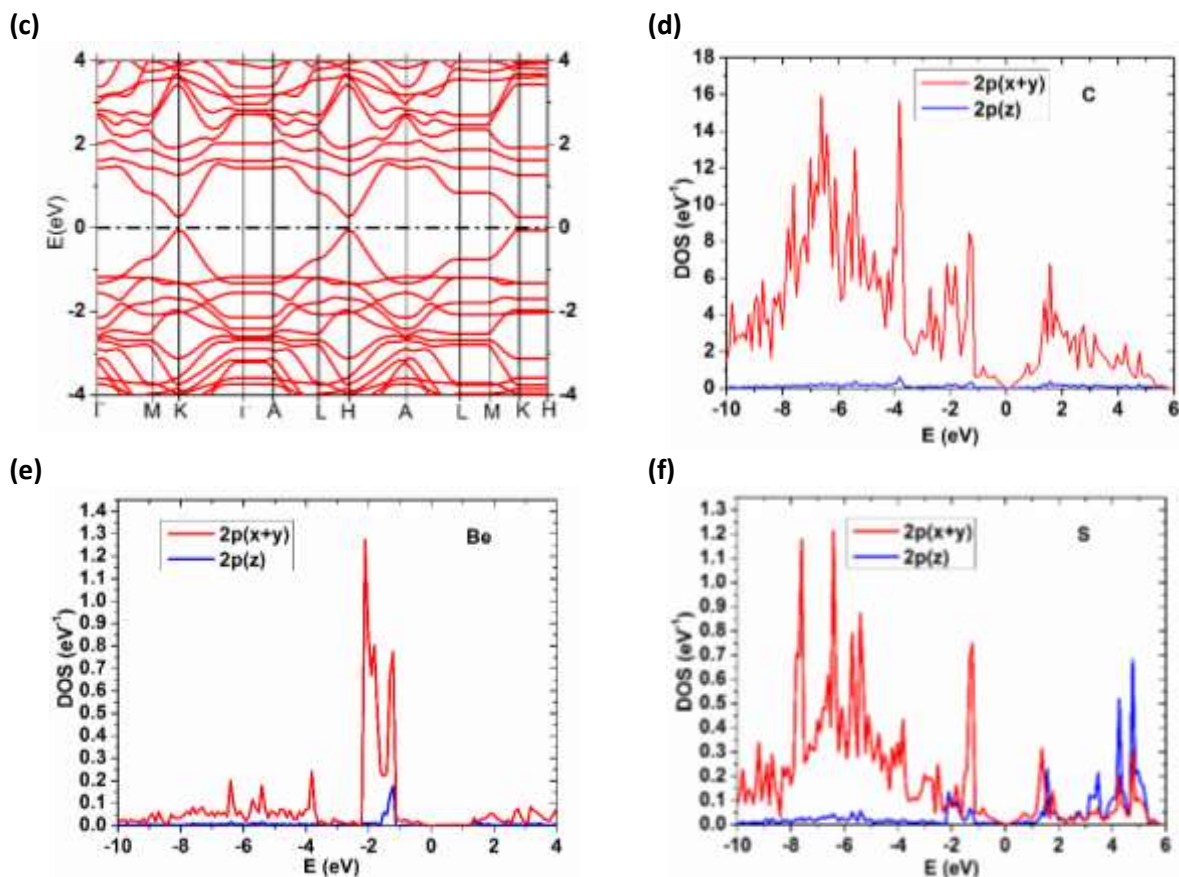 (c)
4
2
0
-2
-4
E(eV)
4
2
0
-2
-4
Γ M K Γ A L H A L M K H
(d)
18
16
14
12
10
8
6
4
2
0
DOS (eV⁻¹)
2p(x+y)
2p(z)
C
-10 -8 -6 -4 -2 0 2 4 6
E (eV)
(e)
1.4
1.3
1.2
1.1
1.0
0.9
0.8
0.7
0.6
0.5
0.4
0.3
0.2
0.1
0.0
DOS (eV⁻¹)
2p(x+y)
2p(z)
Be
-10 -8 -6 -4 -2 0 2 4
E (eV)
(f)
1.3
1.2
1.1
1.0
0.9
0.8
0.7
0.6
0.5
0.4
0.3
0.2
0.1
0.0
DOS (eV⁻¹)
2p(x+y)
2p(z)
S
-10 -8 -6 -4 -2 0 2 4 6
E (eV)